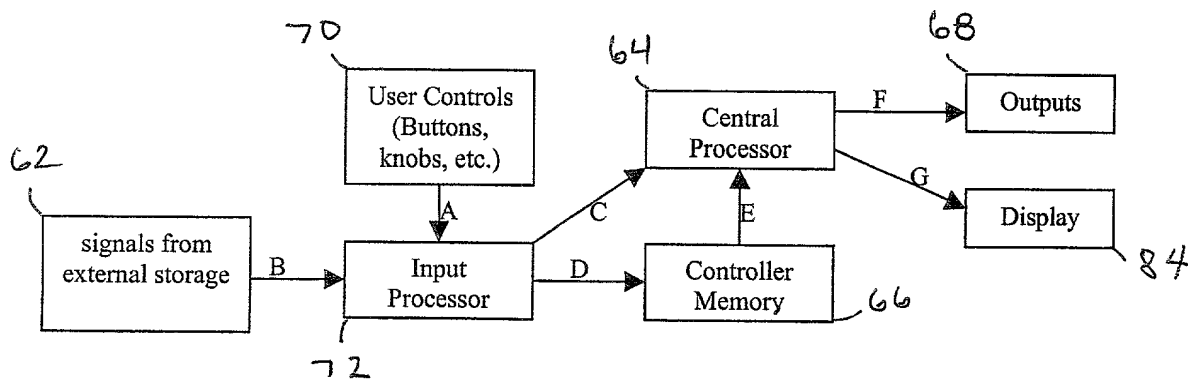 70
User Controls
(Buttons,
knobs, etc.)
62
signals from
external storage
A
B
Input
Processor
72
C
D
64
Central
Processor
E
Controller
Memory
66
F
68
Outputs
G
Display
84